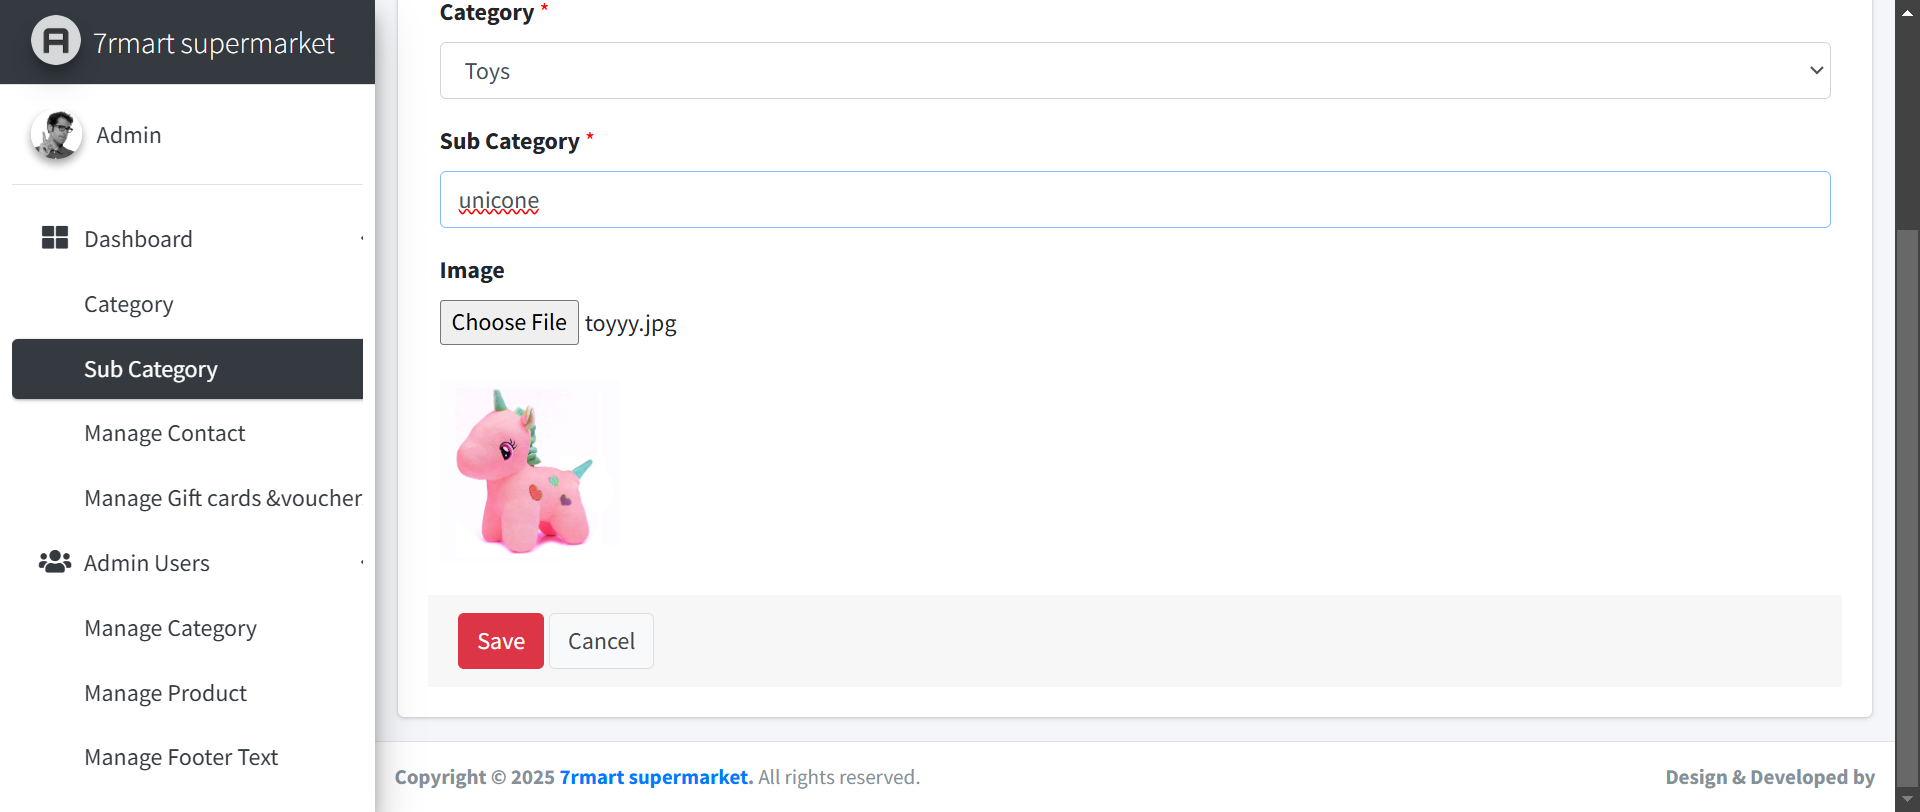 7rmart supermarket
Admin
Dashboard
Category
Sub Category
Manage Contact
Manage Gift cards &voucher
Admin Users
Manage Category
Manage Product
Manage Footer Text
Category *
Toys
Sub Category *
unicone
Image
Choose File toyyy.jpg
Save Cancel
Copyright © 2025 7rmart supermarket. All rights reserved.
Design & Developed by